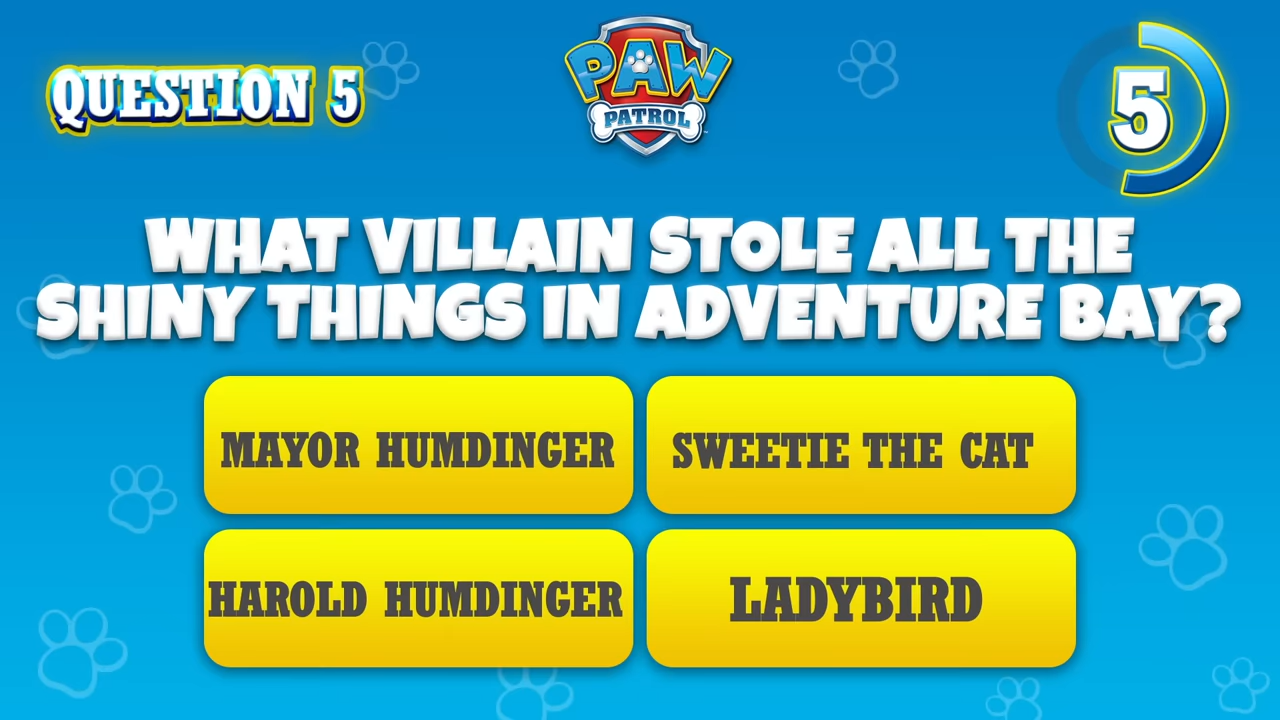 QUESTION 5
PAW
PATROL
5
WHAT VILLAIN STOLE ALL THE
SHINY THINGS IN ADVENTURE BAY?
MAYOR HUMDINGER
SWEETIE THE CAT
HAROLD HUMDINGER
LADYBIRD